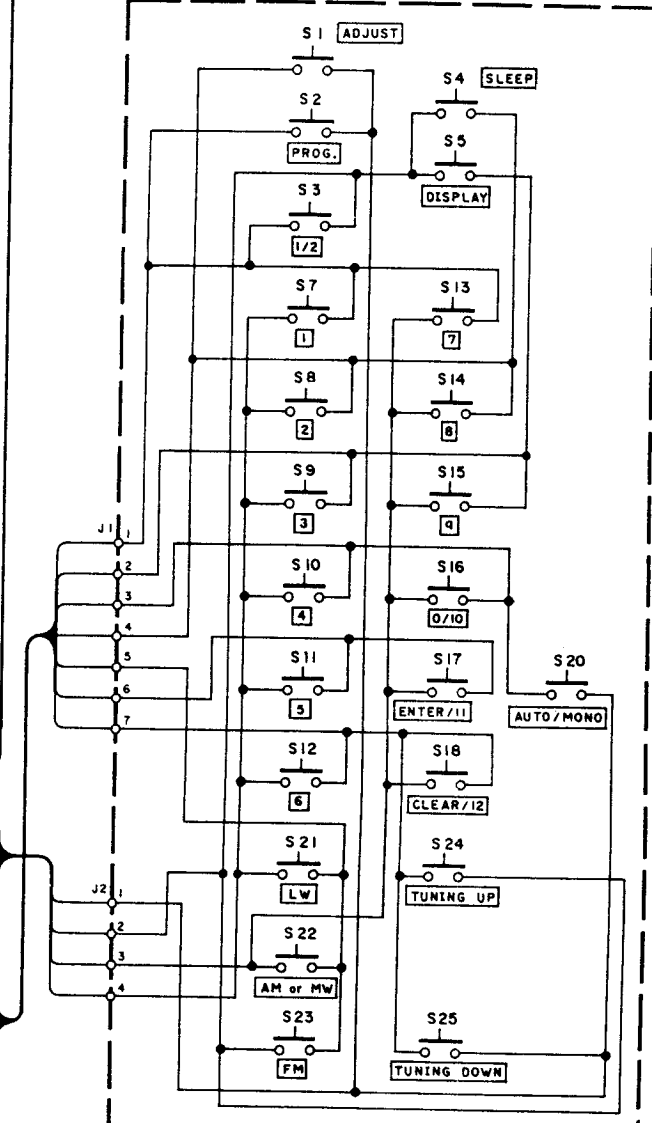 S1 ADJUST
S4 SLEEP
S2
PROG.
S5
DISPLAY
S3
1/2
S7
1
S13
7
S8
2
S14
8
S9
3
S15
9
J1
1
2
3
4
5
6
7
S10
4
S16
0/10
S11
5
S17
ENTER/11
S20
AUTO/MONO
S12
6
S18
CLEAR/12
S21
LW
S24
TUNING UP
J2
1
2
3
4
S22
AM or MW
S23
FM
S25
TUNING DOWN